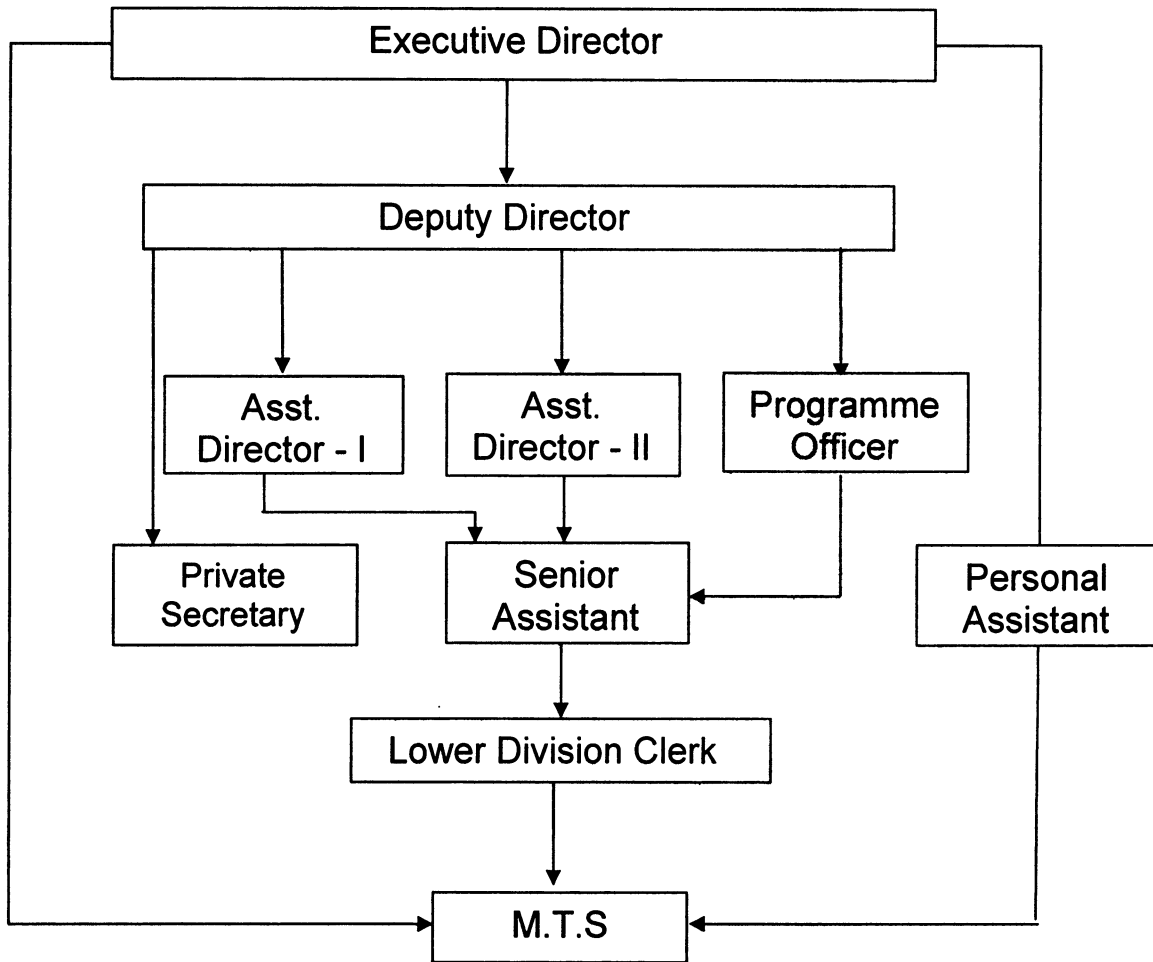 Executive Director
Deputy Director
Asst.
Director - I
Asst.
Director - II
Programme
Officer
Private
Secretary
Senior
Assistant
Personal
Assistant
Lower Division Clerk
M.T.S